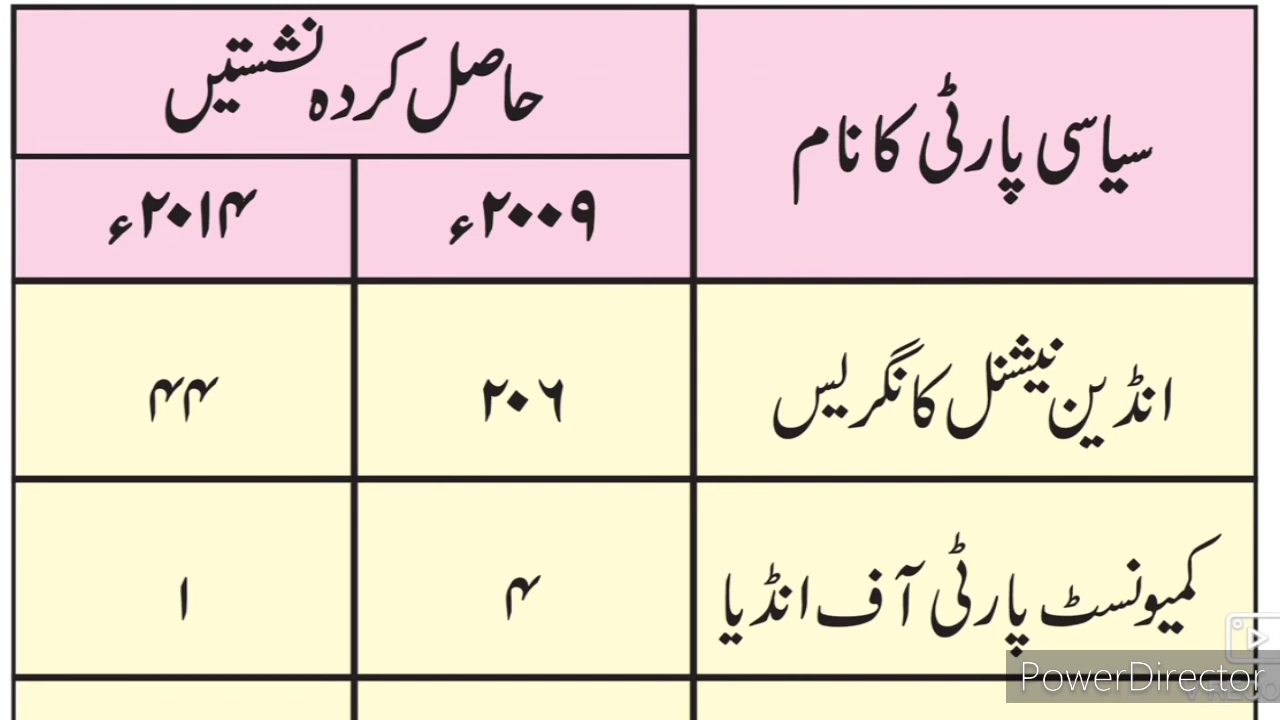 سیاسی پارٹی کا نام
حاصل کردہ نشستیں
۲۰۰۹ء
۲۰۱۴ء
انڈین نیشنل کانگریس
۲۰۶
۴۴
کمیونسٹ پارٹی آف انڈیا
۴
۱
PowerDirector